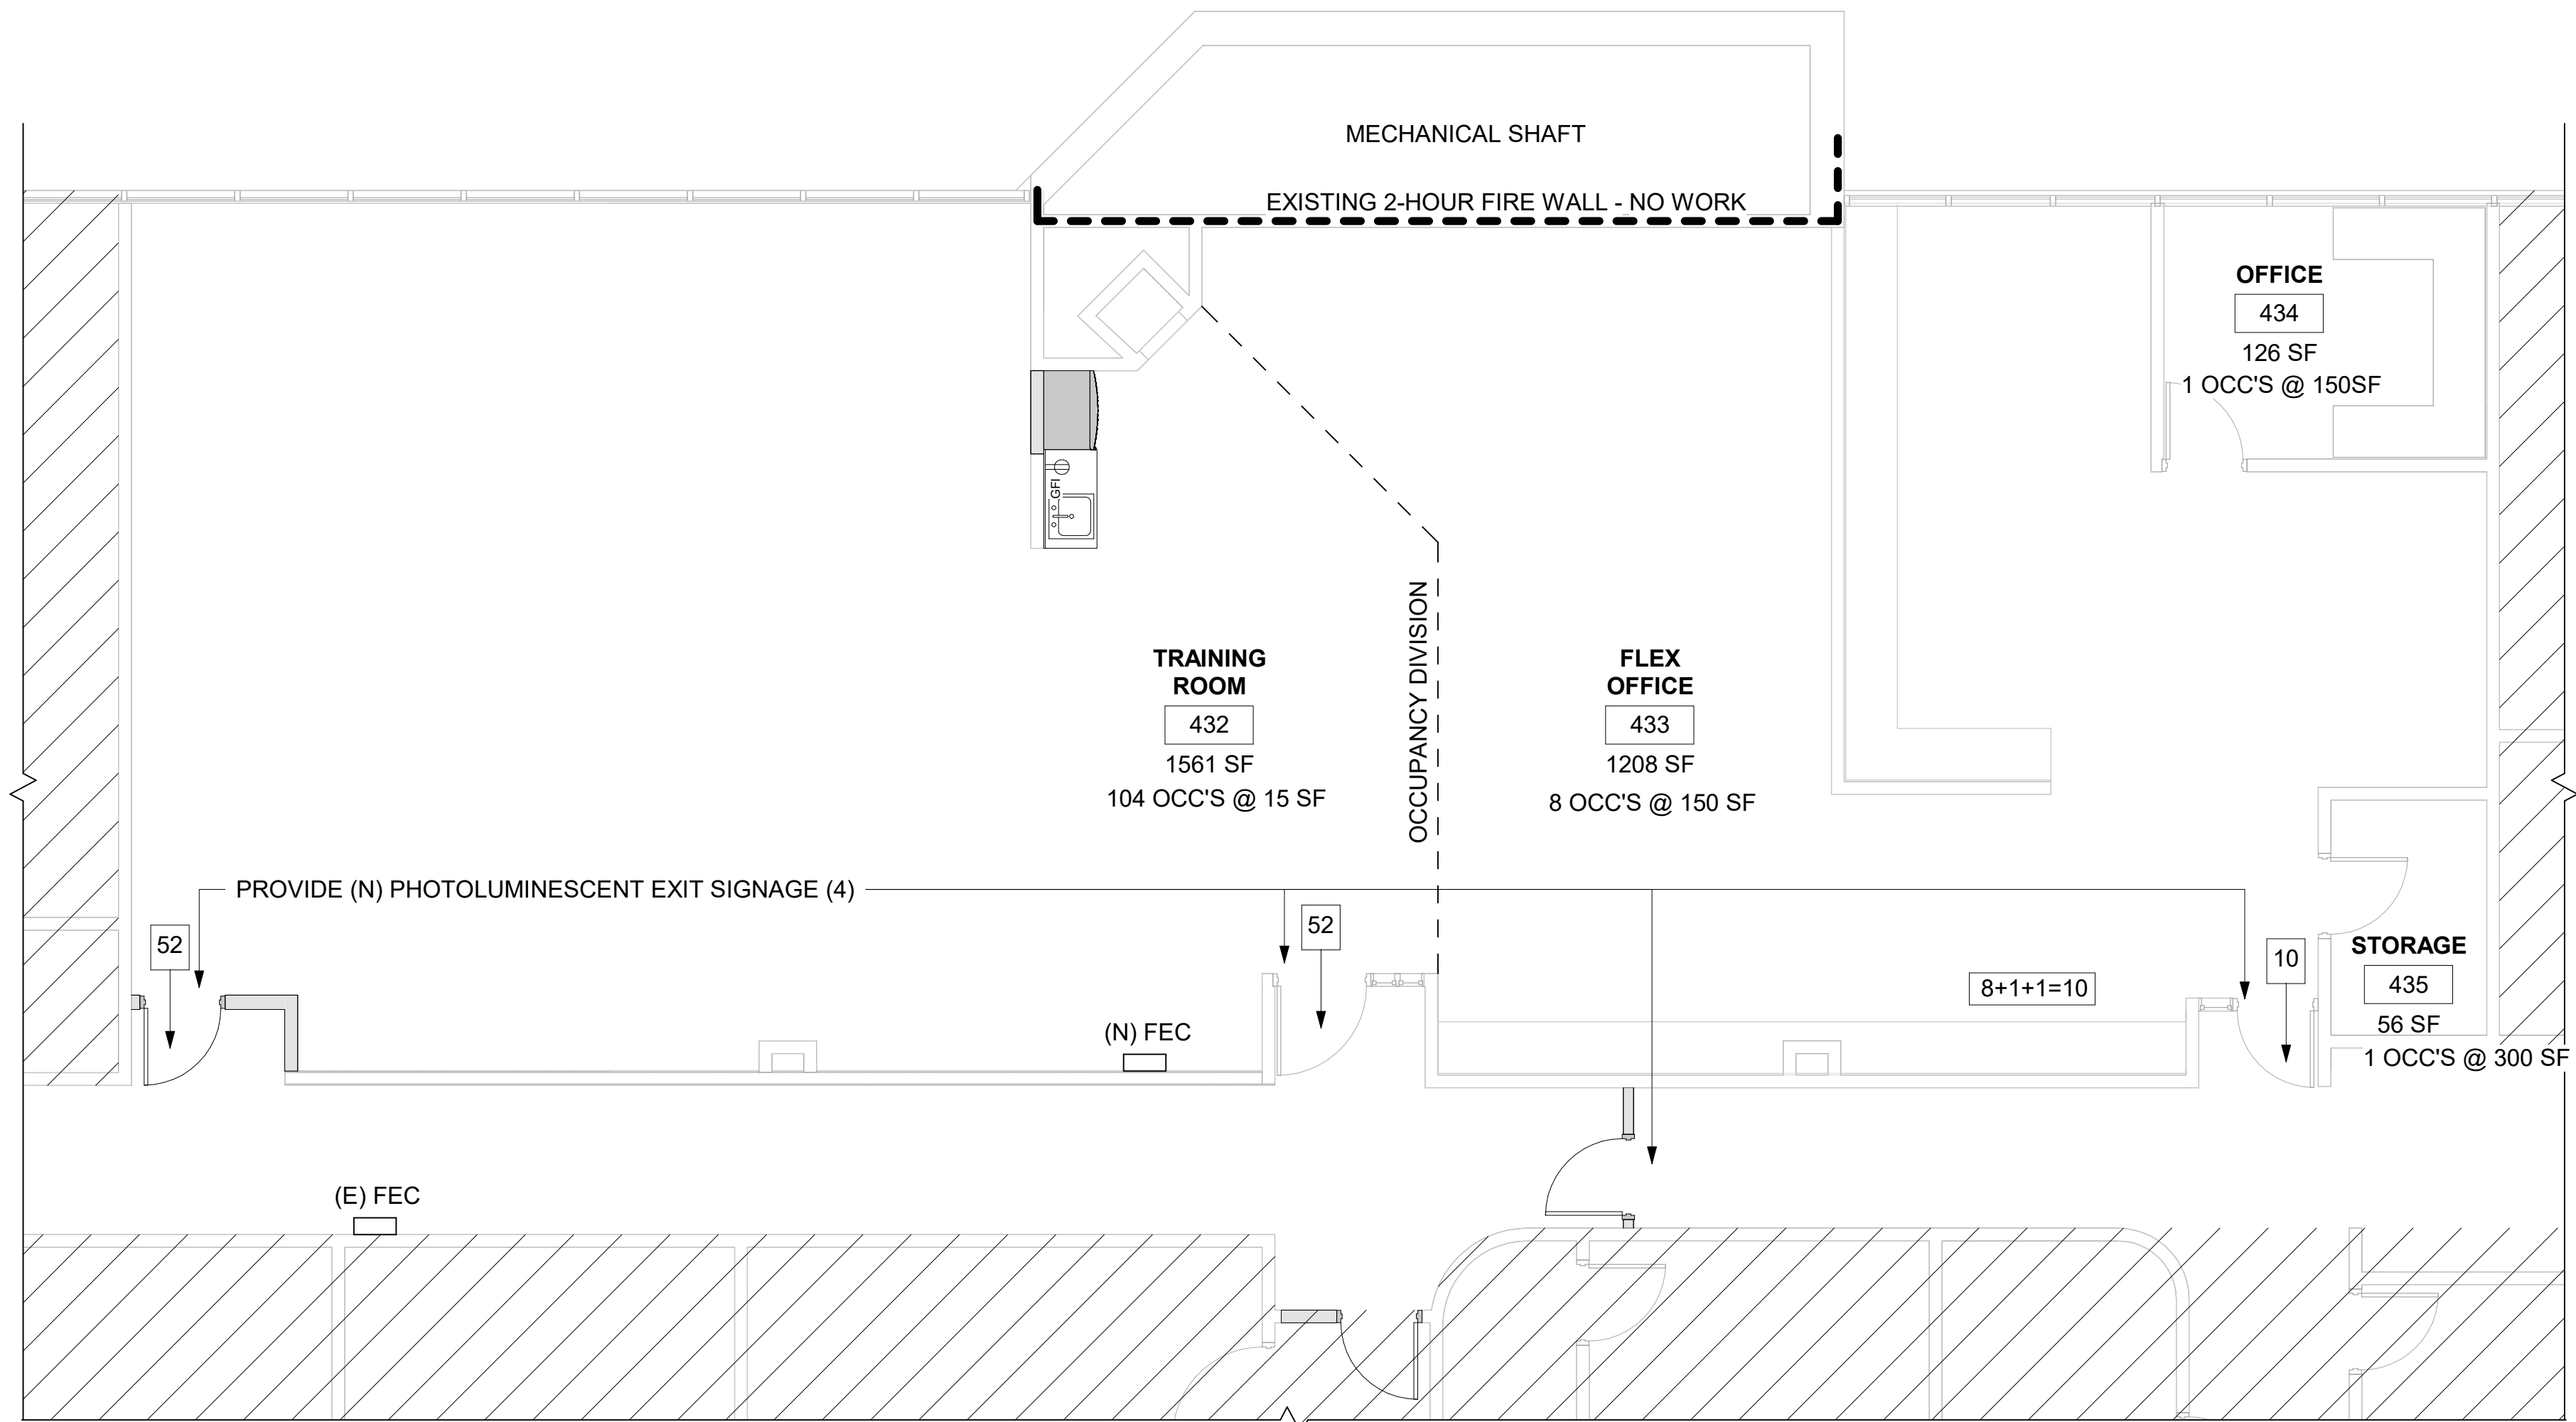 MECHANICAL SHAFT
EXISTING 2-HOUR FIRE WALL - NO WORK
OFFICE
434
126 SF
1 OCC'S @ 150SF
GFI
OCCUPANCY DIVISION
TRAINING
ROOM
432
1561 SF
104 OCC'S @ 15 SF
FLEX
OFFICE
433
1208 SF
8 OCC'S @ 150 SF
PROVIDE (N) PHOTOLUMINESCENT EXIT SIGNAGE (4)
52
52
10
8+1+1=10
STORAGE
435
56 SF
1 OCC'S @ 300 SF
(N) FEC
(E) FEC